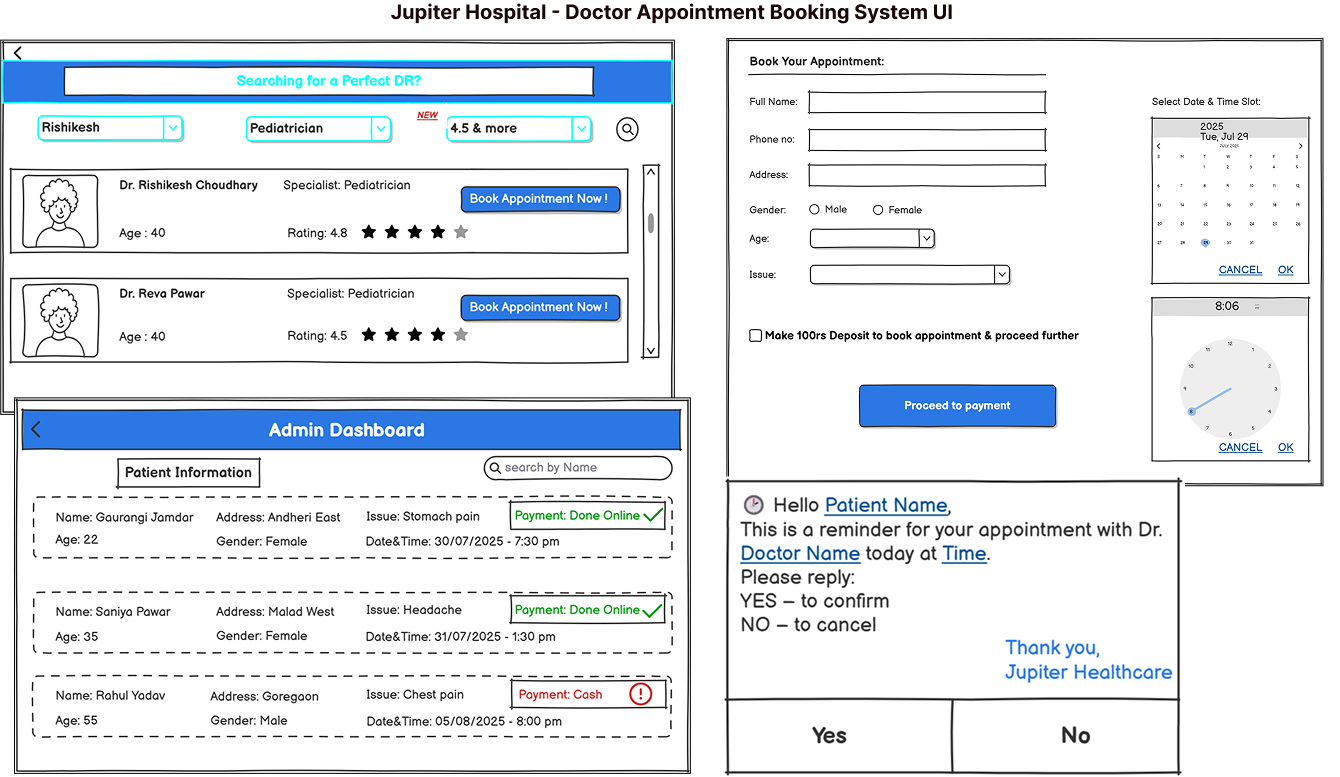 Jupiter Hospital - Doctor Appointment Booking System UI
Searching for a Perfect DR?
Rishikesh
Pediatrician
NEW
4.5 & more
Dr. Rishikesh Choudhary
Specialist: Pediatrician
Book Appointment Now !
Age : 40
Rating: 4.8
Dr. Reva Pawar
Specialist: Pediatrician
Book Appointment Now !
Age : 40
Rating: 4.5
Book Your Appointment:
Full Name:
Phone no:
Address:
Gender:
Male
Female
Age:
Issue:
Make 100rs Deposit to book appointment & proceed further
Proceed to payment
Select Date & Time Slot:
2025
Tue, Jul 29
JULY 2025
S M T W T F S
1 2 3 4 5
6 7 8 9 10 11 12
13 14 15 16 17 18 19
20 21 22 23 24 25 26
27 28 29 30 31
CANCEL OK
8:06
12
11 1
10 2
9 3
8 4
7 5
6
CANCEL OK
Admin Dashboard
Patient Information
search by Name
Name: Gaurangi Jamdar
Address: Andheri East
Issue: Stomach pain
Payment: Done Online
Age: 22
Gender: Female
Date&Time: 30/07/2025 - 7:30 pm
Name: Saniya Pawar
Address: Malad West
Issue: Headache
Payment: Done Online
Age: 35
Gender: Female
Date&Time: 31/07/2025 - 1:30 pm
Name: Rahul Yadav
Address: Goregaon
Issue: Chest pain
Payment: Cash
Age: 55
Gender: Male
Date&Time: 05/08/2025 - 8:00 pm
Hello Patient Name,
This is a reminder for your appointment with Dr.
Doctor Name today at Time.
Please reply:
YES – to confirm
NO – to cancel
Thank you,
Jupiter Healthcare
Yes
No